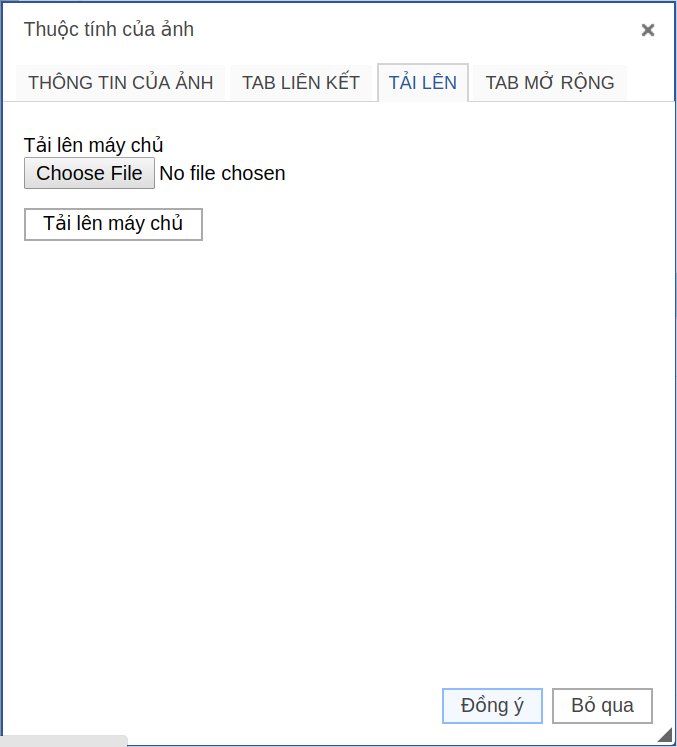 Thuộc tính của ảnh
THÔNG TIN CỦA ẢNH TAB LIÊN KẾT TẢI LÊN TAB MỞ RỘNG
Tải lên máy chủ
Choose File No file chosen
Tải lên máy chủ
Đồng ý Bỏ qua